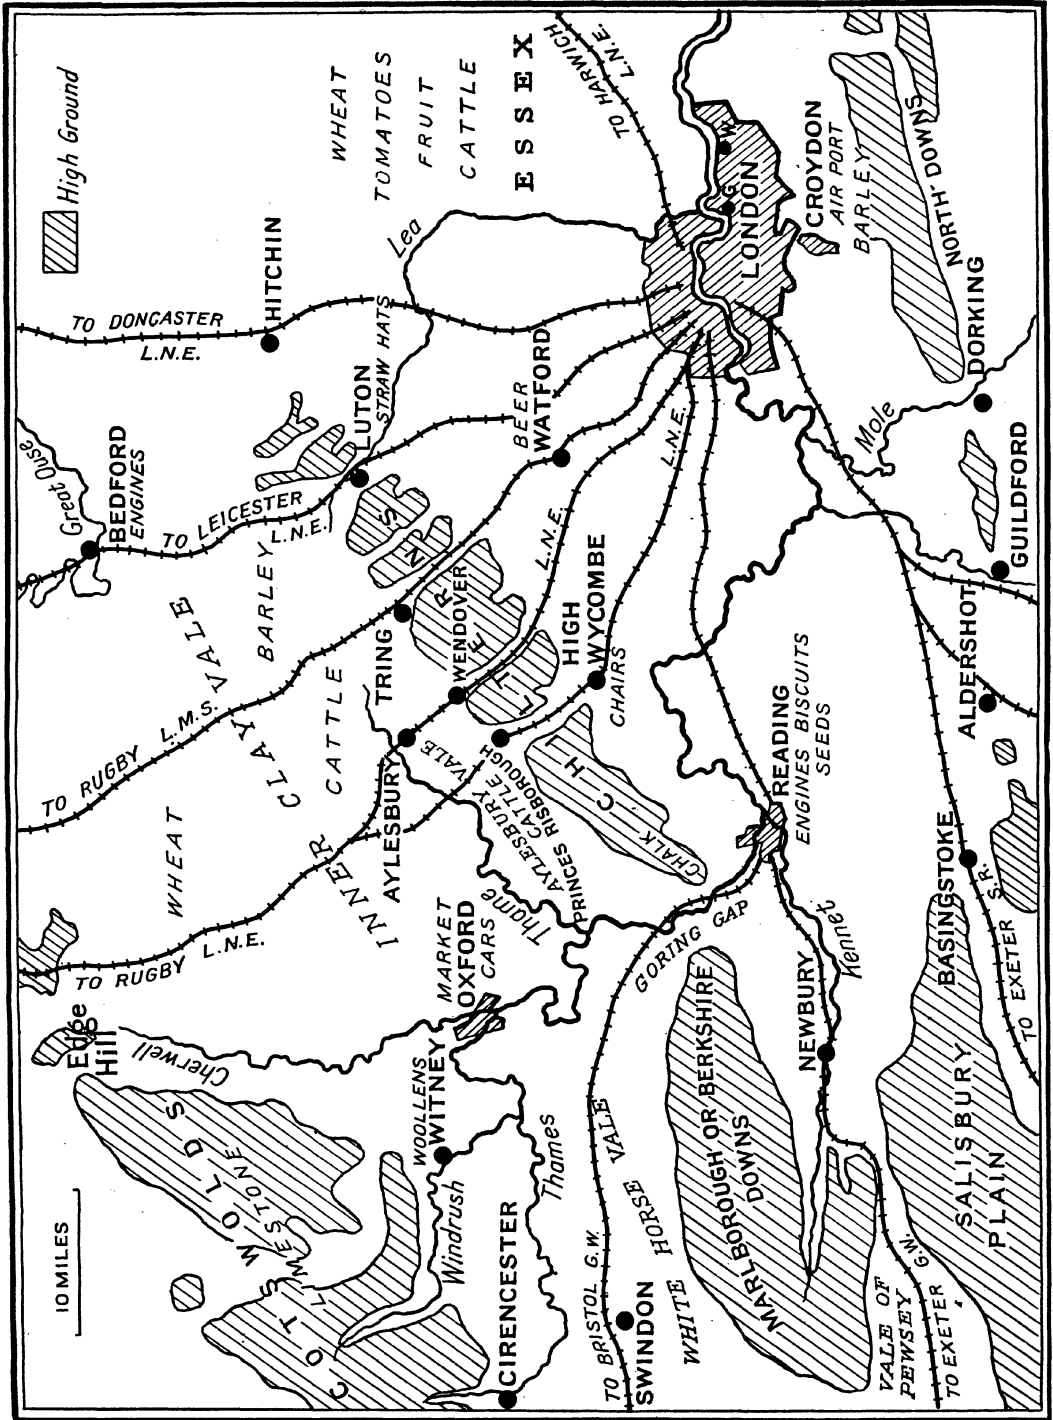 High Ground
10 MILES
WHEAT
TOMATOES
FRUIT
CATTLE
ESSEX
TO HARWICH
L.N.E.
Lea
HITCHIN
TO DONCASTER
L.N.E.
LUTON
STRAW HATS
BEER
WATFORD
Great Ouse
BEDFORD
ENGINES
TO LEICESTER
L.N.E.
BARLEY
CATTLE
WHEAT
INNER CLAY VALE
TO RUGBY L.M.S.
TO RUGBY L.N.E.
TRING
WENDOVER
HIGH
WYCOMBE
CHAIRS
L.N.E.
L.N.E.
CHILTERNS
CHALK
AYLESBURY
AYLESBURY VALE
CATTLE
PRINCES RISBOROUGH
Thame
MARKET
OXFORD
CARS
Edge
Hill
Cherwell
WOOLLENS
WITNEY
Windrush
Thames
COTSWOLDS
LIMESTONE
CIRENCESTER
TO BRISTOL G.W.
SWINDON
WHITE HORSE VALE
GORING GAP
MARLBOROUGH OR BERKSHIRE
DOWNS
VALE OF
PEWSEY
TO EXETER G.W.
SALISBURY
PLAIN
NEWBURY
Kennet
READING
ENGINES BISCUITS
SEEDS
BASINGSTOKE
TO EXETER S.R.
ALDERSHOT
GUILDFORD
DORKING
Mole
LONDON
G
W
CROYDON
AIR PORT
BARLEY
NORTH DOWNS